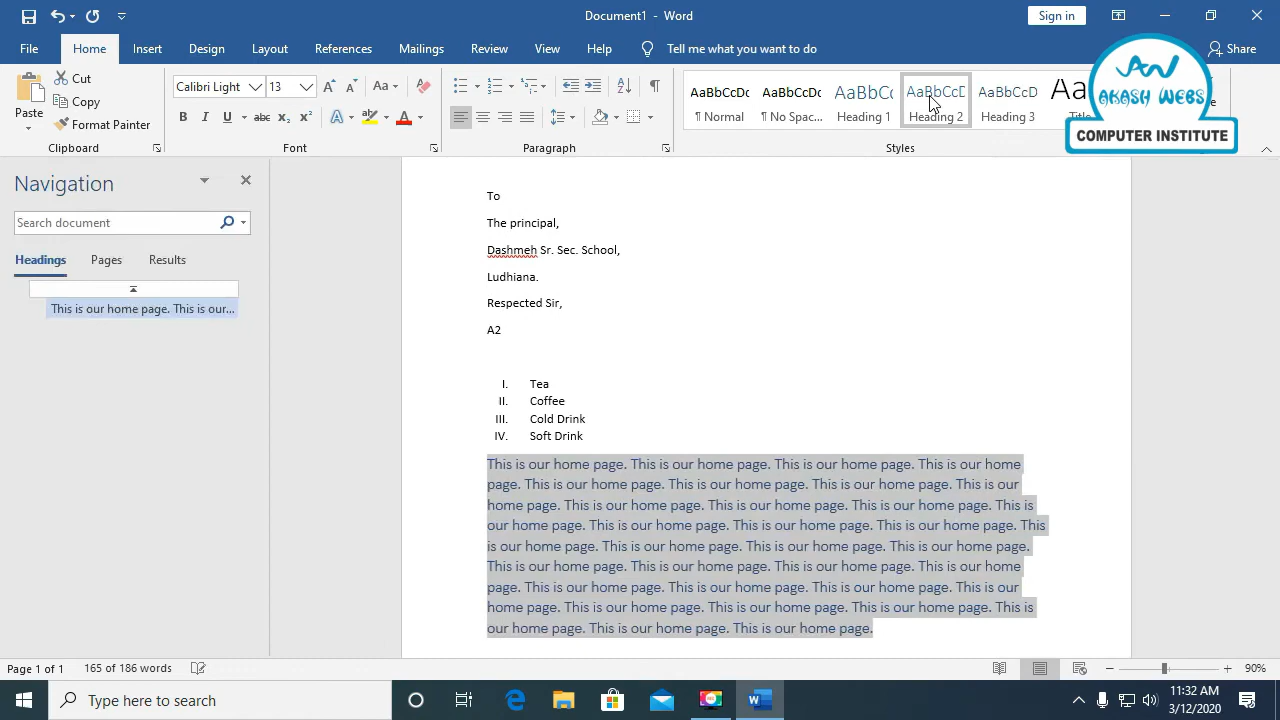 Document1 - Word
Sign in
File Home Insert Design Layout References Mailings Review View Help Tell me what you want to do Share
Paste
Cut
Copy
Format Painter
Calibri Light 13
Aa
B I U abc x₂ x² A A
AaBbCcDc AaBbCcDc AaBbCc AaBbCcD AaBbCcD Aa
¶ Normal ¶ No Spac... Heading 1 Heading 2 Heading 3
Clipboard Font Paragraph Styles
AW
AKASH WEBS
COMPUTER INSTITUTE
Navigation
Search document
Headings Pages Results
This is our home page. This is our...
To
The principal,
Dashmeh Sr. Sec. School,
Ludhiana.
Respected Sir,
A2
I. Tea
II. Coffee
III. Cold Drink
IV. Soft Drink
This is our home page. This is our home page. This is our home page. This is our home
page. This is our home page. This is our home page. This is our home page. This is our
home page. This is our home page. This is our home page. This is our home page. This is
our home page. This is our home page. This is our home page. This is our home page. This
is our home page. This is our home page. This is our home page. This is our home page.
This is our home page. This is our home page. This is our home page. This is our home
page. This is our home page. This is our home page. This is our home page. This is our
home page. This is our home page. This is our home page. This is our home page. This is
our home page. This is our home page. This is our home page.
Page 1 of 1 165 of 186 words 90%
Type here to search
11:32 AM
3/12/2020